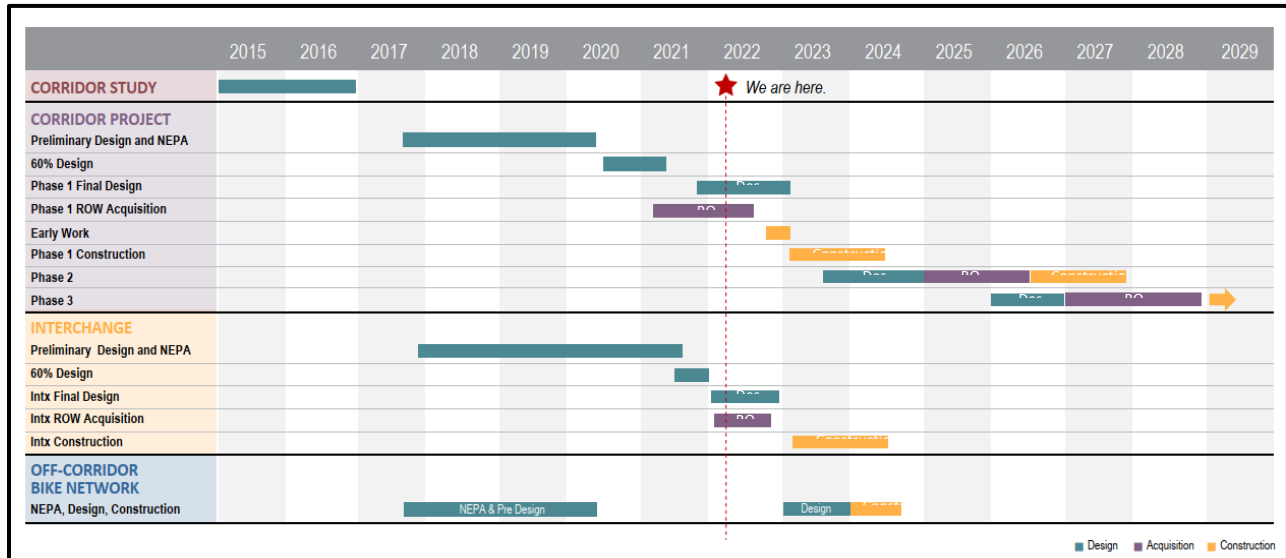 2015 2016 2017 2018 2019 2020 2021 2022 2023 2024 2025 2026 2027 2028 2029
CORRIDOR STUDY
We are here.
CORRIDOR PROJECT
Preliminary Design and NEPA
60% Design
Phase 1 Final Design
Phase 1 ROW Acquisition
Early Work
Phase 1 Construction
Phase 2
Phase 3
INTERCHANGE
Preliminary Design and NEPA
60% Design
Intx Final Design
Intx ROW Acquisition
Intx Construction
OFF-CORRIDOR
BIKE NETWORK
NEPA, Design, Construction NEPA & Pre Design Design
Design Acquisition Construction